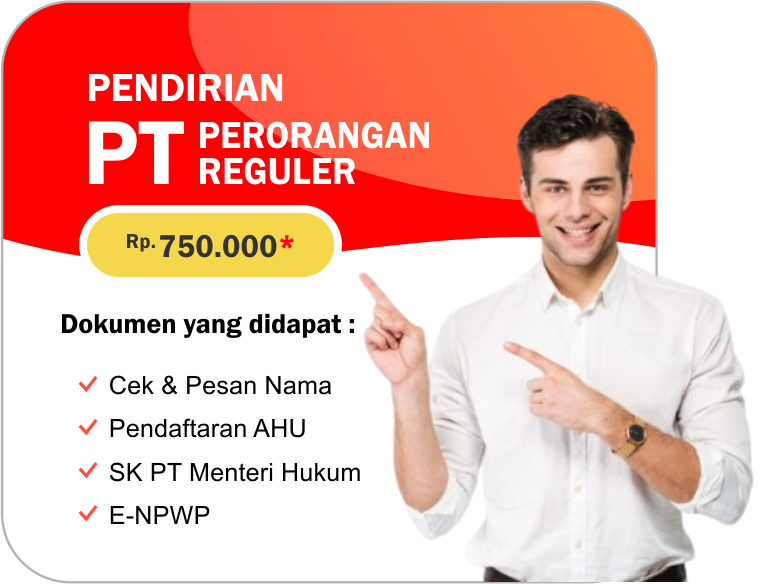 PENDIRIAN
PT PERORANGAN
REGULER
Rp. 750.000*
Dokumen yang didapat :
Cek & Pesan Nama
Pendaftaran AHU
SK PT Menteri Hukum
E-NPWP